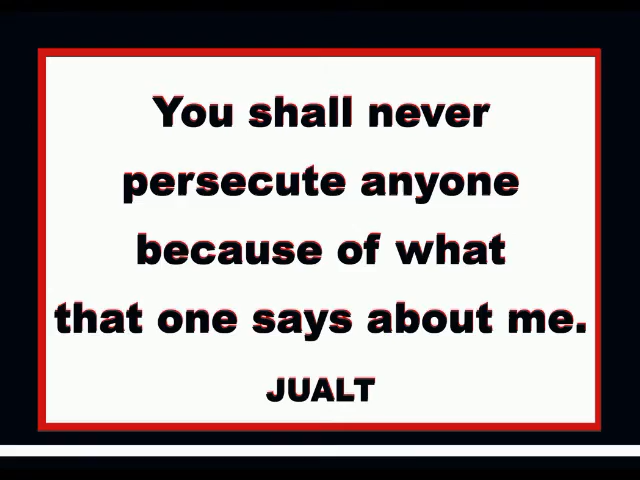 You shall never
persecute anyone
because of what
that one says about me.
JUALT